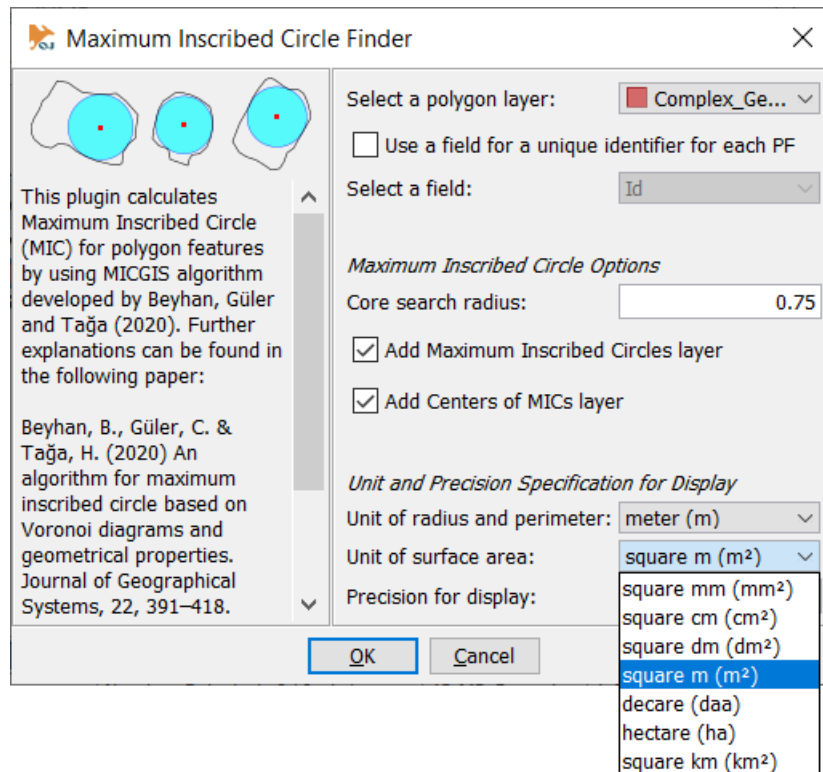 Maximum Inscribed Circle Finder
This plugin calculates
Maximum Inscribed Circle
(MIC) for polygon features
by using MICGIS algorithm
developed by Beyhan, Güler
and Tağa (2020). Further
explanations can be found in
the following paper:
Beyhan, B., Güler, C. &
Tağa, H. (2020) An
algorithm for maximum
inscribed circle based on
Voronoi diagrams and
geometrical properties.
Journal of Geographical
Systems, 22, 391–418.
Select a polygon layer: Complex_Ge...
Use a field for a unique identifier for each PF
Select a field: Id
Maximum Inscribed Circle Options
Core search radius: 0.75
Add Maximum Inscribed Circles layer
Add Centers of MICs layer
Unit and Precision Specification for Display
Unit of radius and perimeter: meter (m)
Unit of surface area: square m (m²)
Precision for display:
square mm (mm²)
square cm (cm²)
square dm (dm²)
square m (m²)
decare (daa)
hectare (ha)
square km (km²)
OK Cancel